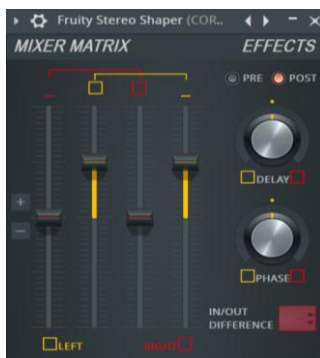 Fruity Stereo Shaper (COR..
MIXER MATRIX
EFFECTS
PRE
POST
DELAY
PHASE
IN/OUT
DIFFERENCE
LEFT
RIGHT